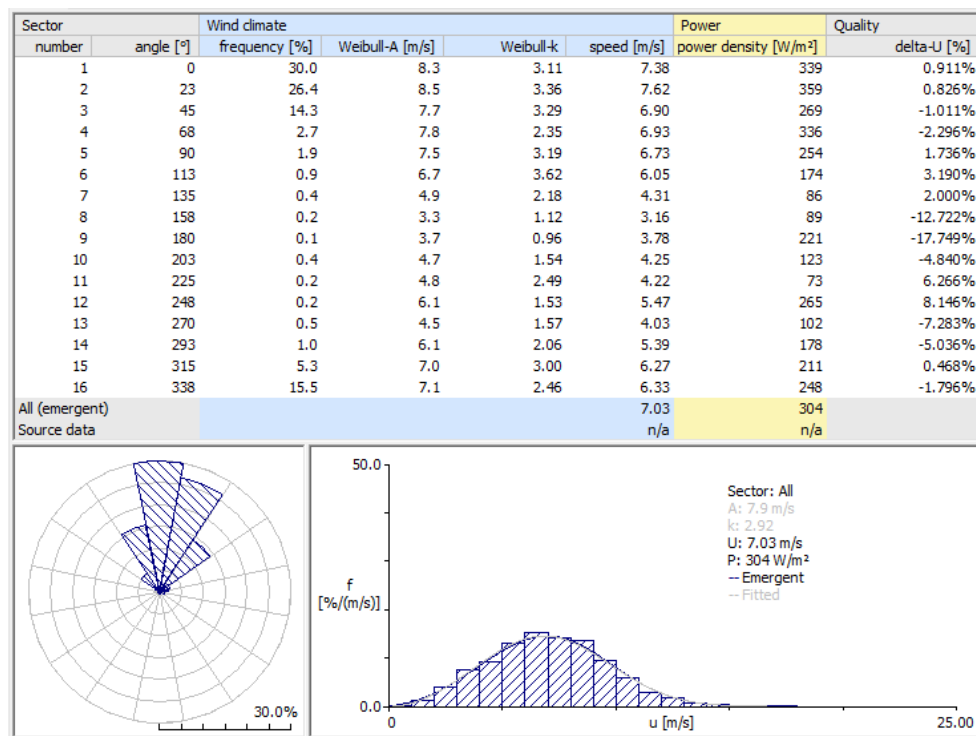 Sector Wind climate Power Quality
number angle [°] frequency [%] Weibull-A [m/s] Weibull-k speed [m/s] power density [W/m²] delta-U [%]
1 0 30.0 8.3 3.11 7.38 339 0.911%
2 23 26.4 8.5 3.36 7.62 359 0.826%
3 45 14.3 7.7 3.29 6.90 269 -1.011%
4 68 2.7 7.8 2.35 6.93 336 -2.296%
5 90 1.9 7.5 3.19 6.73 254 1.736%
6 113 0.9 6.7 3.62 6.05 174 3.190%
7 135 0.4 4.9 2.18 4.31 86 2.000%
8 158 0.2 3.3 1.12 3.16 89 -12.722%
9 180 0.1 3.7 0.96 3.78 221 -17.749%
10 203 0.4 4.7 1.54 4.25 123 -4.840%
11 225 0.2 4.8 2.49 4.22 73 6.266%
12 248 0.2 6.1 1.53 5.47 265 8.146%
13 270 0.5 4.5 1.57 4.03 102 -7.283%
14 293 1.0 6.1 2.06 5.39 178 -5.036%
15 315 5.3 7.0 3.00 6.27 211 0.468%
16 338 15.5 7.1 2.46 6.33 248 -1.796%
All (emergent) 7.03 304
Source data n/a n/a
30.0%
50.0
Sector: All
A: 7.9 m/s
k: 2.92
U: 7.03 m/s
P: 304 W/m²
-- Emergent
-- Fitted
f
[%/(m/s)]
0.0
0 u [m/s] 25.00